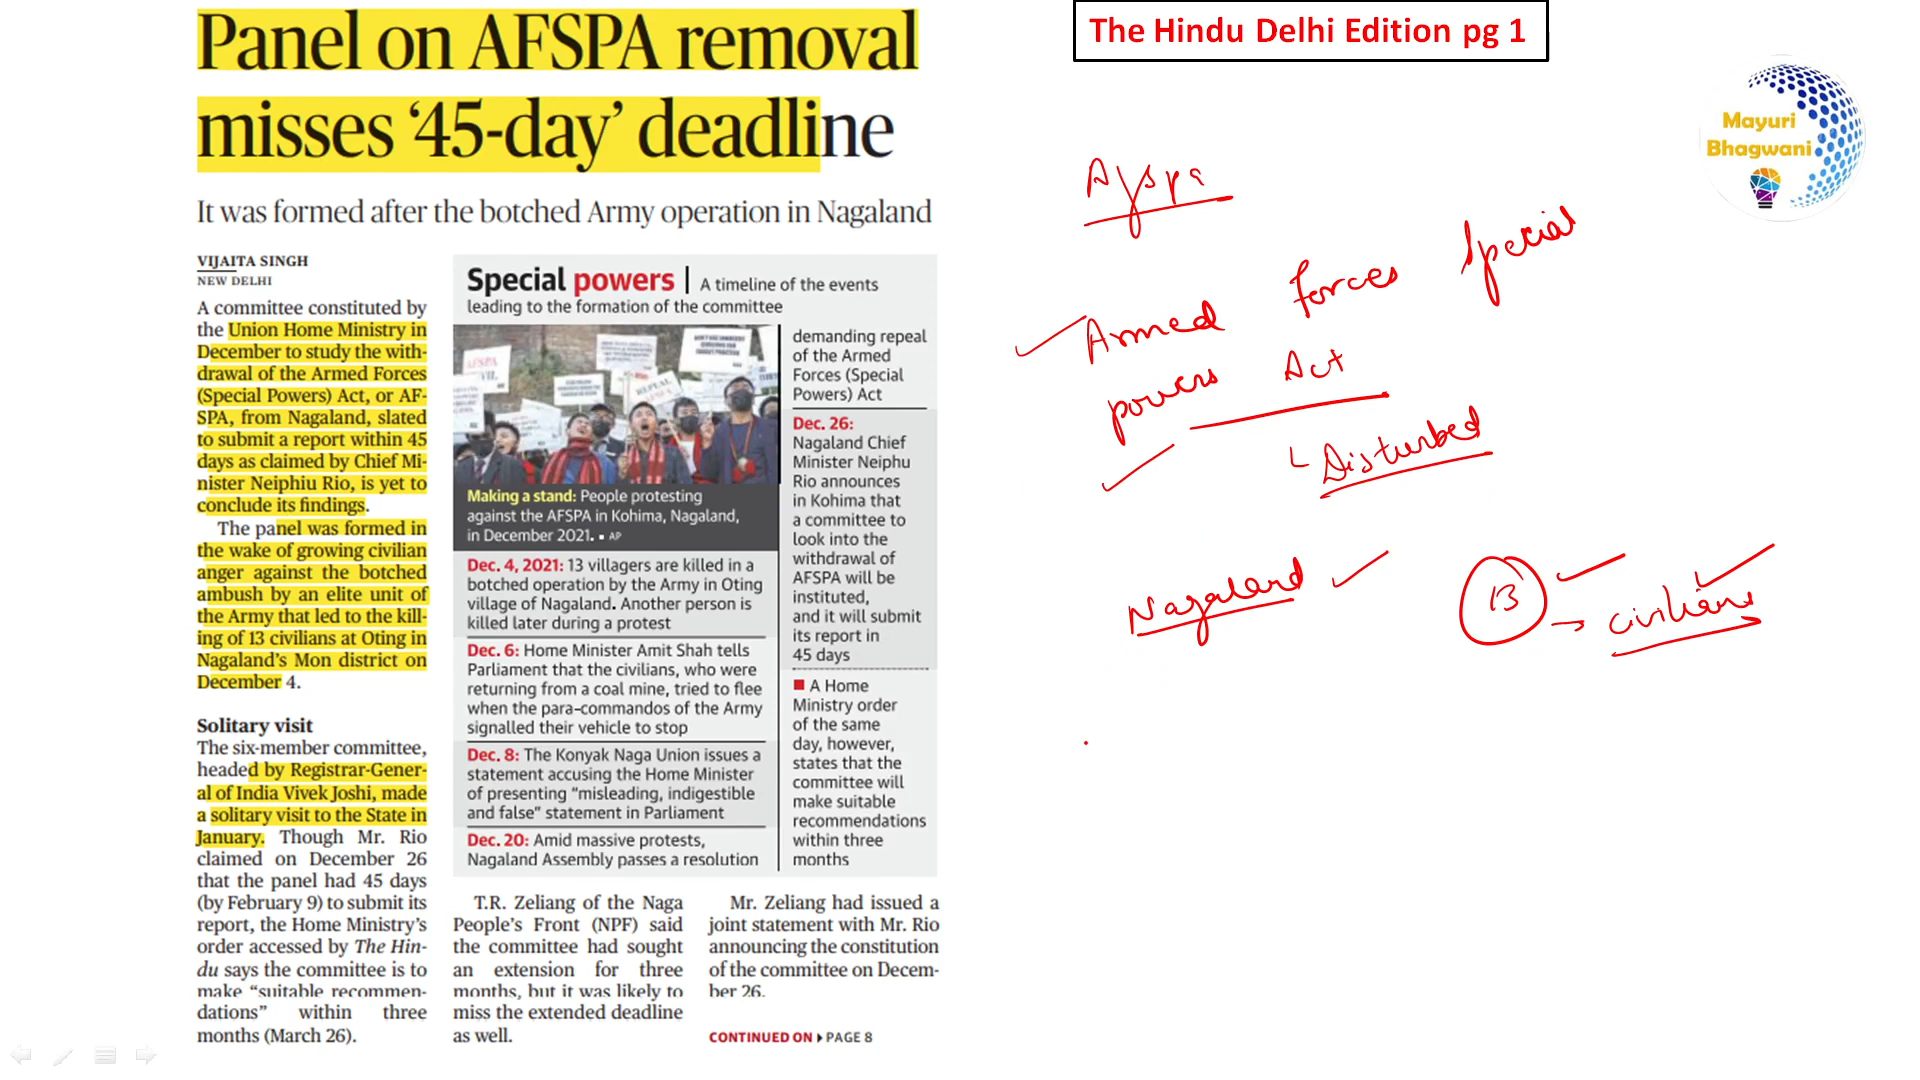 Panel on AFSPA removal
misses ‘45-day’ deadline
It was formed after the botched Army operation in Nagaland
VIJAITA SINGH
NEW DELHI
A committee constituted by
the Union Home Ministry in
December to study the with-
drawal of the Armed Forces
(Special Powers) Act, or AF-
SPA, from Nagaland, slated
to submit a report within 45
days as claimed by Chief Mi-
nister Neiphiu Rio, is yet to
conclude its findings.
The panel was formed in
the wake of growing civilian
anger against the botched
ambush by an elite unit of
the Army that led to the kill-
ing of 13 civilians at Oting in
Nagaland’s Mon district on
December 4.
Solitary visit
The six-member committee,
headed by Registrar-Gener-
al of India Vivek Joshi, made
a solitary visit to the State in
January. Though Mr. Rio
claimed on December 26
that the panel had 45 days
(by February 9) to submit its
report, the Home Ministry’s
order accessed by The Hin-
du says the committee is to
make “suitable recommen-
dations” within three
months (March 26).
Special powers | A timeline of the events
leading to the formation of the committee
AFSPA
REPEAL
Making a stand: People protesting
against the AFSPA in Kohima, Nagaland,
in December 2021. ▪ AP
Dec. 4, 2021: 13 villagers are killed in a
botched operation by the Army in Oting
village of Nagaland. Another person is
killed later during a protest
Dec. 6: Home Minister Amit Shah tells
Parliament that the civilians, who were
returning from a coal mine, tried to flee
when the para-commandos of the Army
signalled their vehicle to stop
Dec. 8: The Konyak Naga Union issues a
statement accusing the Home Minister
of presenting “misleading, indigestible
and false” statement in Parliament
Dec. 20: Amid massive protests,
Nagaland Assembly passes a resolution
demanding repeal
of the Armed
Forces (Special
Powers) Act
Dec. 26:
Nagaland Chief
Minister Neiphu
Rio announces
in Kohima that
a committee to
look into the
withdrawal of
AFSPA will be
instituted,
and it will submit
its report in
45 days
■ A Home
Ministry order
of the same
day, however,
states that the
committee will
make suitable
recommendations
within three
months
T.R. Zeliang of the Naga
People’s Front (NPF) said
the committee had sought
an extension for three
months, but it was likely to
miss the extended deadline
as well.
Mr. Zeliang had issued a
joint statement with Mr. Rio
announcing the constitution
of the committee on Decem-
ber 26.
CONTINUED ON ▸ PAGE 8
The Hindu Delhi Edition pg 1
Mayuri
Bhagwani
Afspa
Armed forces special
powers Act
Disturbed
Nagaland
13 → civilians